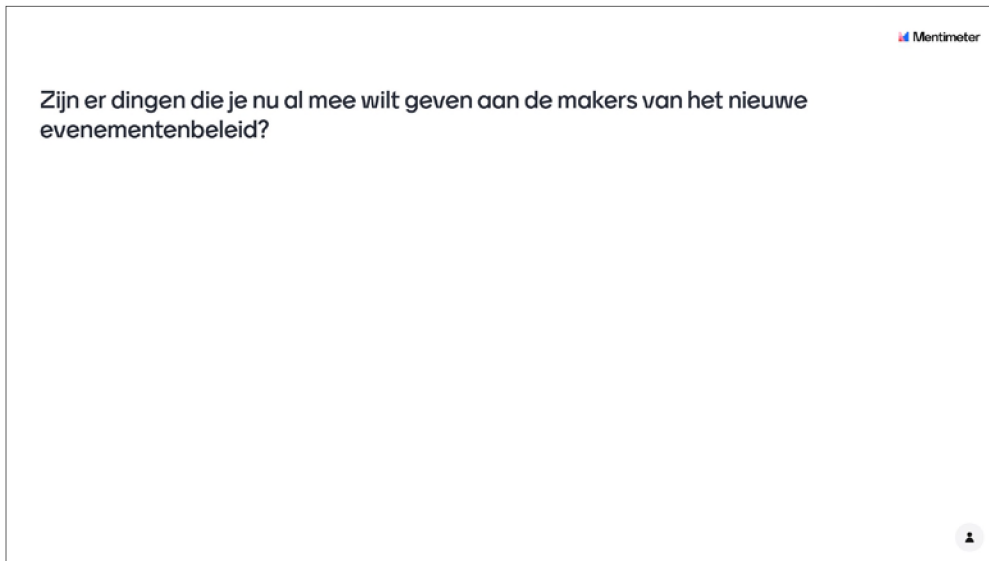 Mentimeter
Zijn er dingen die je nu al mee wilt geven aan de makers van het nieuwe
evenementenbeleid?